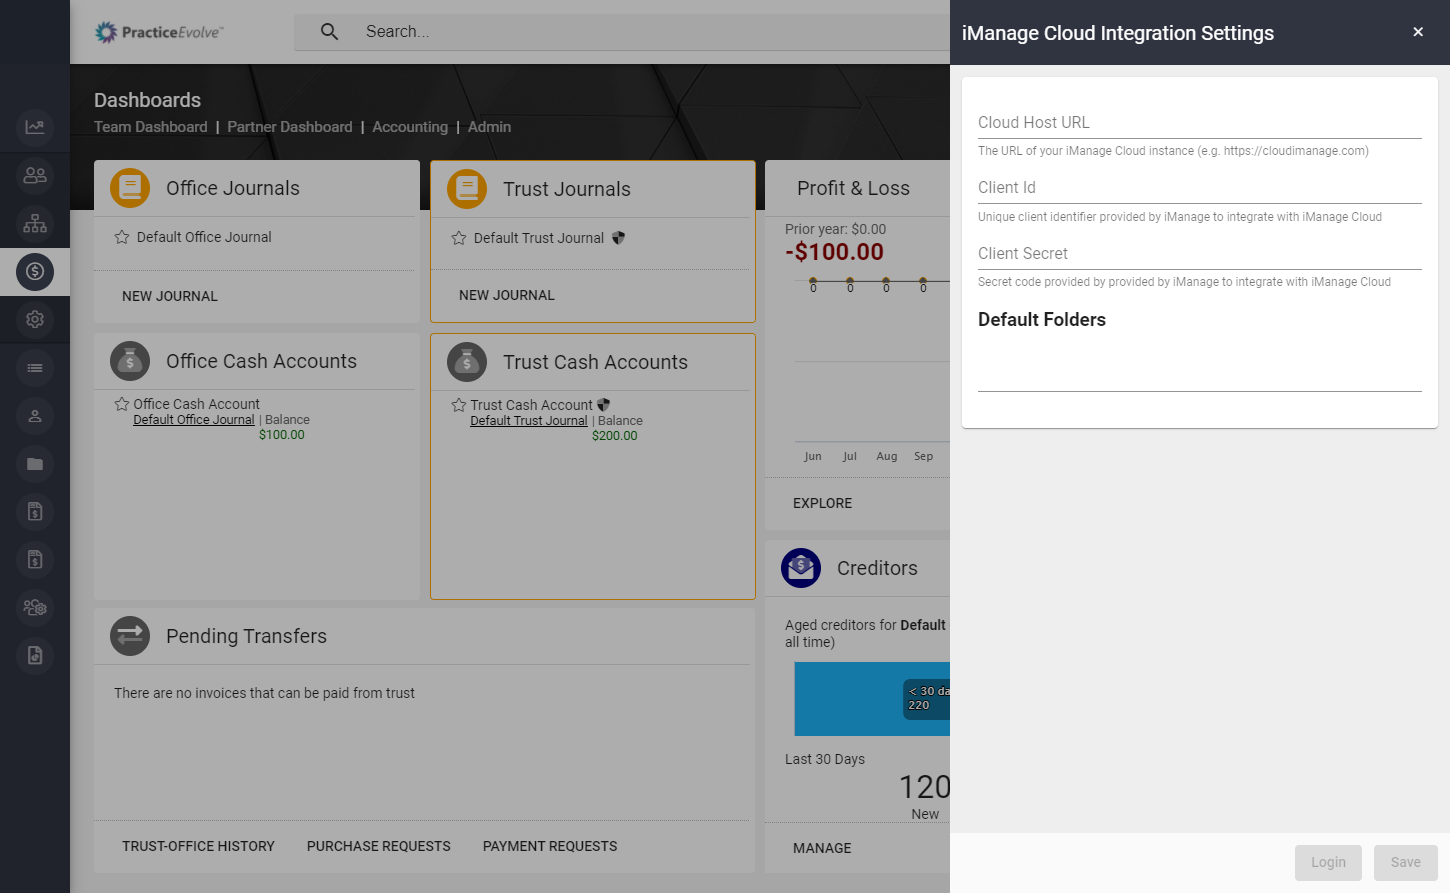 PracticeEvolve™
Search...
Dashboards
Team Dashboard | Partner Dashboard | Accounting | Admin
Office Journals
Default Office Journal
NEW JOURNAL
Trust Journals
Default Trust Journal
NEW JOURNAL
Office Cash Accounts
Office Cash Account
Default Office Journal | Balance
$100.00
Trust Cash Accounts
Trust Cash Account
Default Trust Journal | Balance
$200.00
Pending Transfers
There are no invoices that can be paid from trust
TRUST-OFFICE HISTORY PURCHASE REQUESTS PAYMENT REQUESTS
Profit & Loss
Prior year: $0.00
-$100.00
0 0 0 0
Jun Jul Aug Sep
EXPLORE
Creditors
Aged creditors for Default
all time)
< 30 da
220
Last 30 Days
120
New
MANAGE
iManage Cloud Integration Settings
×
Cloud Host URL
The URL of your iManage Cloud instance (e.g. https://cloudimanage.com)
Client Id
Unique client identifier provided by iManage to integrate with iManage Cloud
Client Secret
Secret code provided by provided by iManage to integrate with iManage Cloud
Default Folders
Login Save